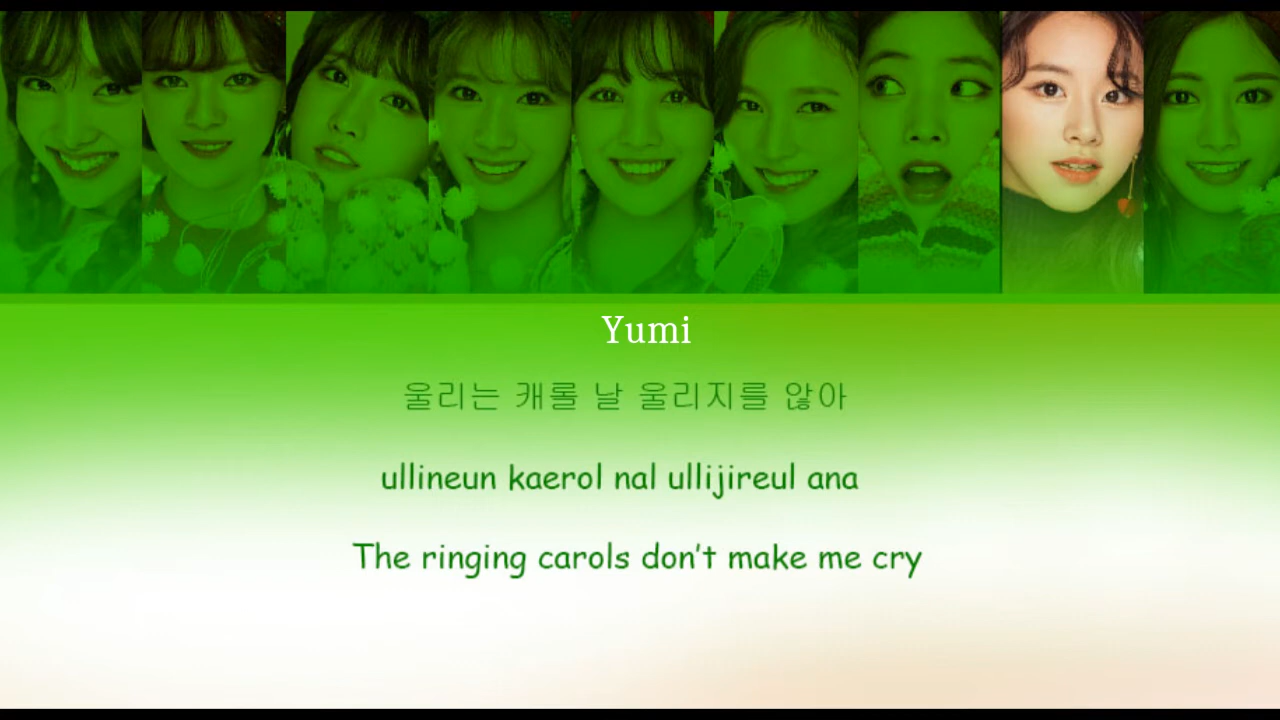 Yumi
울리는 캐롤 날 울리지를 않아
ullineun kaerol nal ullijireul ana
The ringing carols don't make me cry